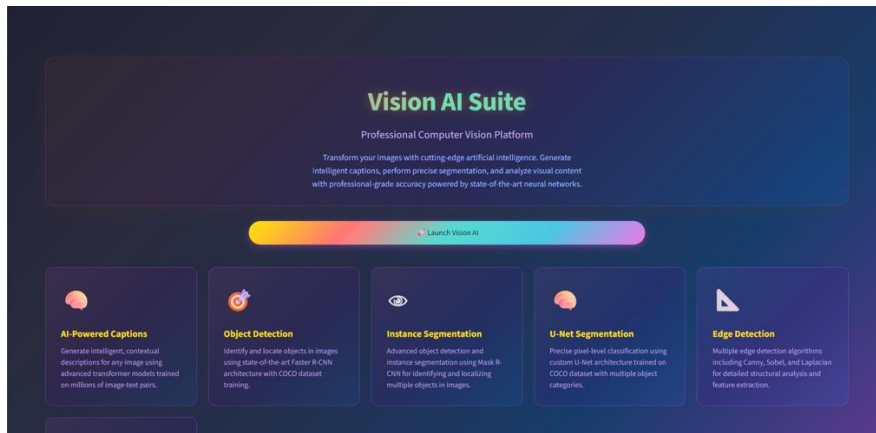 Vision AI Suite
Professional Computer Vision Platform
Transform your images with cutting-edge artificial intelligence. Generate
intelligent captions, perform precise segmentation, and analyze visual content
with professional-grade accuracy powered by state-of-the-art neural networks.
Launch Vision AI
AI-Powered Captions
Generate intelligent, contextual
descriptions for any image using
advanced transformer models trained
on millions of image-text pairs.
Object Detection
Identify and locate objects in images
using state-of-the-art Faster R-CNN
architecture with COCO dataset
training.
Instance Segmentation
Advanced object detection and
instance segmentation using Mask R-
CNN for identifying and localizing
multiple objects in images.
U-Net Segmentation
Precise pixel-level classification using
custom U-Net architecture trained on
COCO dataset with multiple object
categories.
Edge Detection
Multiple edge detection algorithms
including Canny, Sobel, and Laplacian
for detailed structural analysis and
feature extraction.